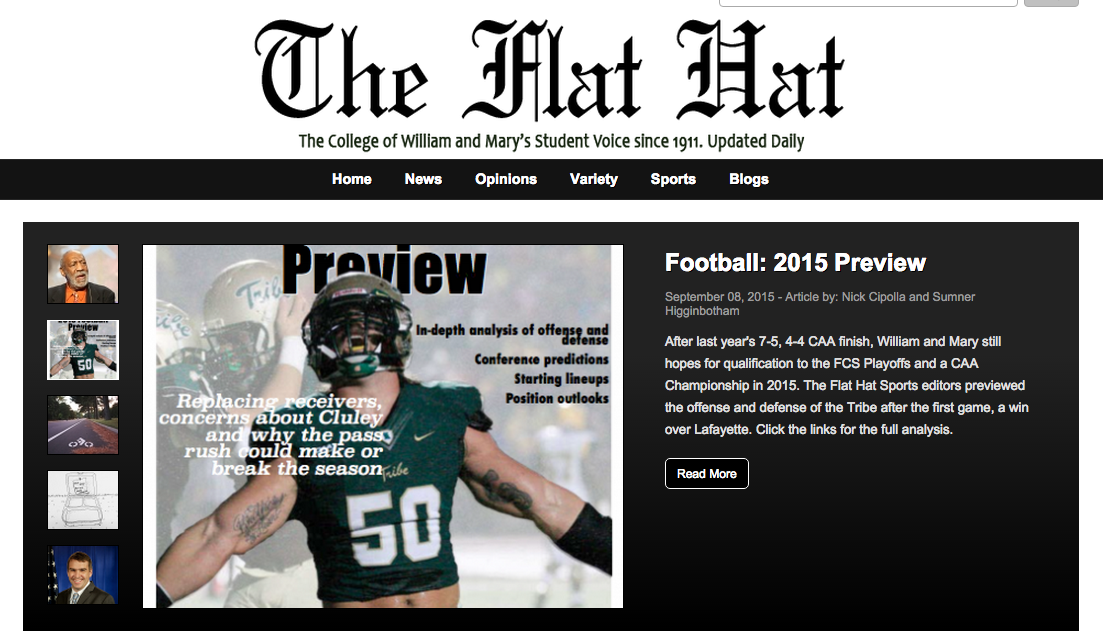 The Flat Hat
The College of William and Mary's Student Voice since 1911. Updated Daily
Home News Opinions Variety Sports Blogs
Preview
Tribe
In-depth analysis of offense and
defense
Conference predictions
Starting lineups
Position outlooks
Replacing receivers,
concerns about Cluley
and why the pass
rush could make or
break the season
Tribe
50
Football: 2015 Preview
September 08, 2015 - Article by: Nick Cipolla and Sumner
Higginbotham
After last year's 7-5, 4-4 CAA finish, William and Mary still
hopes for qualification to the FCS Playoffs and a CAA
Championship in 2015. The Flat Hat Sports editors previewed
the offense and defense of the Tribe after the first game, a win
over Lafayette. Click the links for the full analysis.
Read More
Preview
50